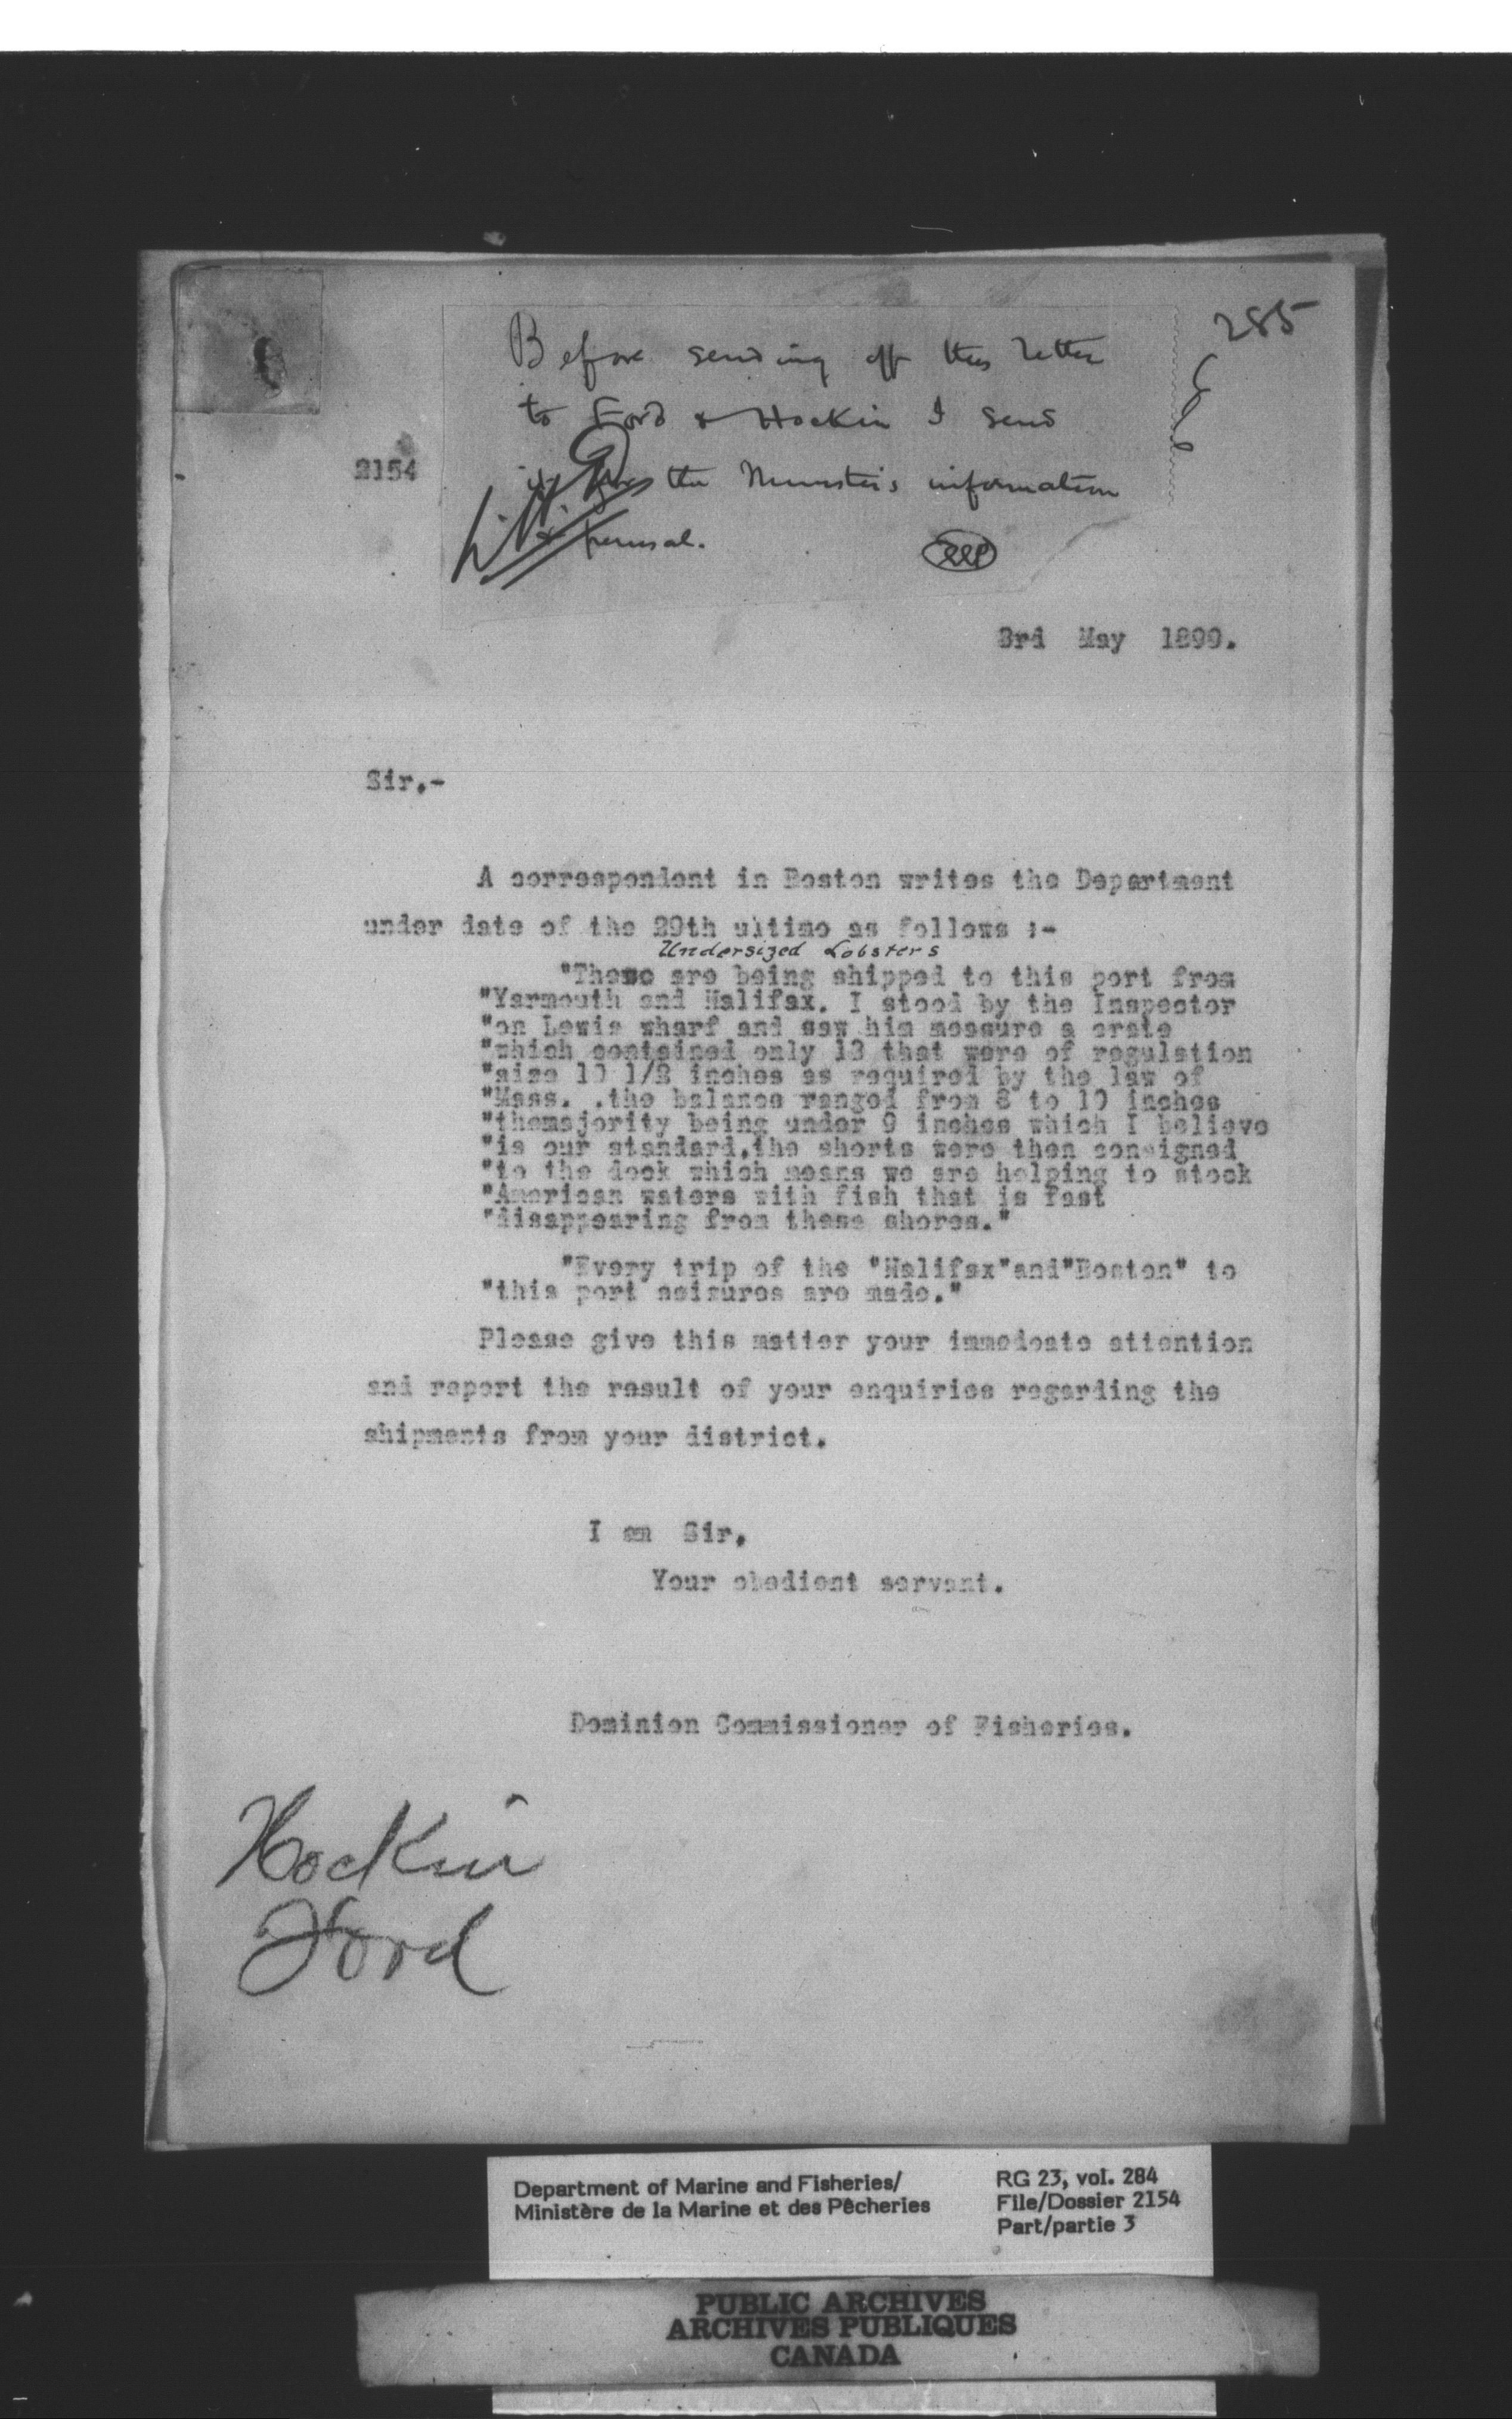 285
Before sending off this letter
to Ford & Hockin I send
it for the Minister's information
& perusal.
2154
3rd May 1899.
Sir,-
A correspondent in Boston writes the Department
under date of the 29th ultimo as follows :-
Undersized Lobsters
"These are being shipped to this port from
"Yarmouth and Halifax. I stood by the Inspector
"on Lewis wharf and saw him measure a crate
"which contained only 13 that were of regulation
"size 10 1/2 inches as required by the law of
"Mass. .the balance ranged from 8 to 10 inches
"themajority being under 9 inches which I believe
"is our standard,the shorts were then consigned
"to the dock which means we are helping to stock
"American waters with fish that is fast
"disappearing from these shores."
"Every trip of the "Halifax"and"Boston" to
"this port seizures are made."
Please give this matter your immedeate attention
and report the result of your enquiries regarding the
shipments from your district.
I am Sir,
Your obedient servant.
Dominion Commissioner of Fisheries.
Hockin
Ford
Department of Marine and Fisheries/
Ministère de la Marine et des Pêcheries
RG 23, vol. 284
File/Dossier 2154
Part/partie 3
PUBLIC ARCHIVES
ARCHIVES PUBLIQUES
CANADA